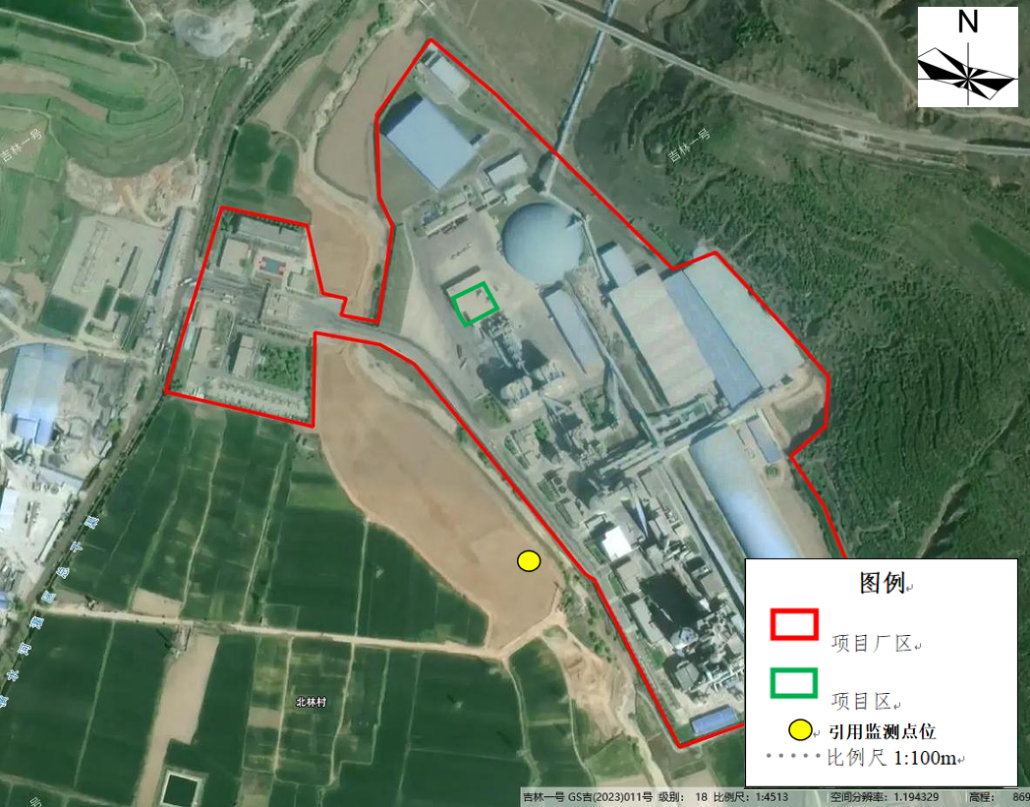 N
吉林一号
吉林一号
北林村
图例
项目厂区
项目区
引用监测点位
比例尺 1:100m
吉林一号 GS吉(2023)011号 级别： 18 比例尺：1:4513 空间分辨率：1.194329 高程： 869